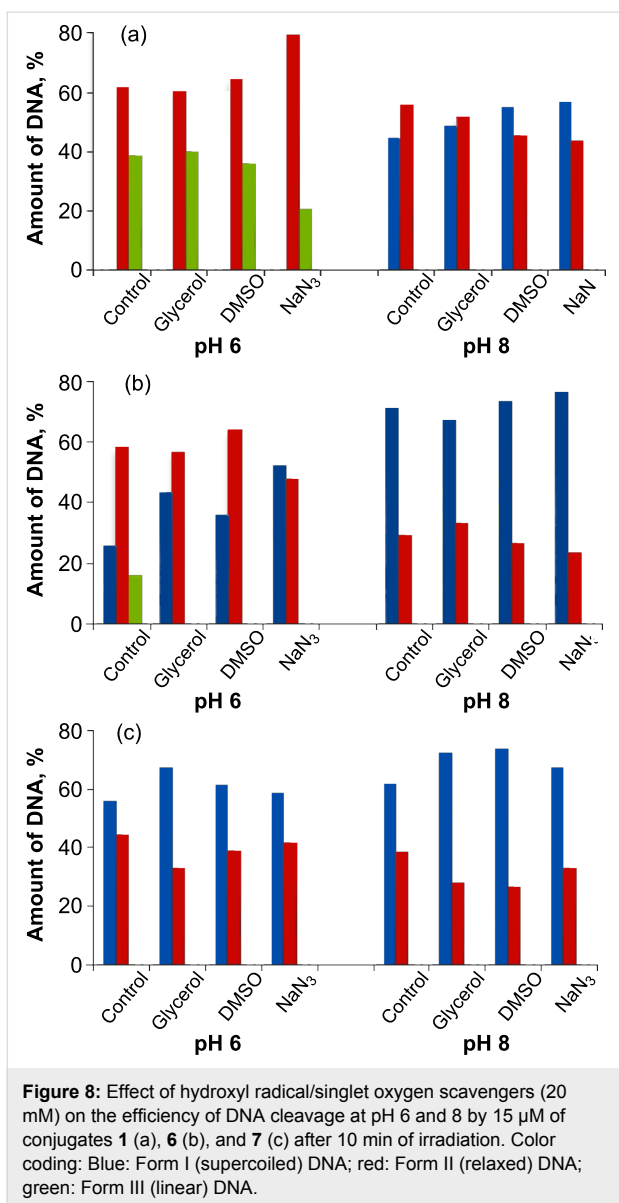 (a)
Amount of DNA, %
80
60
40
20
0
Control Glycerol DMSO NaN₃ Control Glycerol DMSO NaN
pH 6 pH 8
(b)
Amount of DNA, %
80
60
40
20
0
Control Glycerol DMSO NaN₃ Control Glycerol DMSO NaN
pH 6 pH 8
(c)
Amount of DNA, %
80
60
40
20
0
Control Glycerol DMSO NaN₃ Control Glycerol DMSO NaN₃
pH 6 pH 8
Figure 8: Effect of hydroxyl radical/singlet oxygen scavengers (20
mM) on the efficiency of DNA cleavage at pH 6 and 8 by 15 µM of
conjugates 1 (a), 6 (b), and 7 (c) after 10 min of irradiation. Color
coding: Blue: Form I (supercoiled) DNA; red: Form II (relaxed) DNA;
green: Form III (linear) DNA.